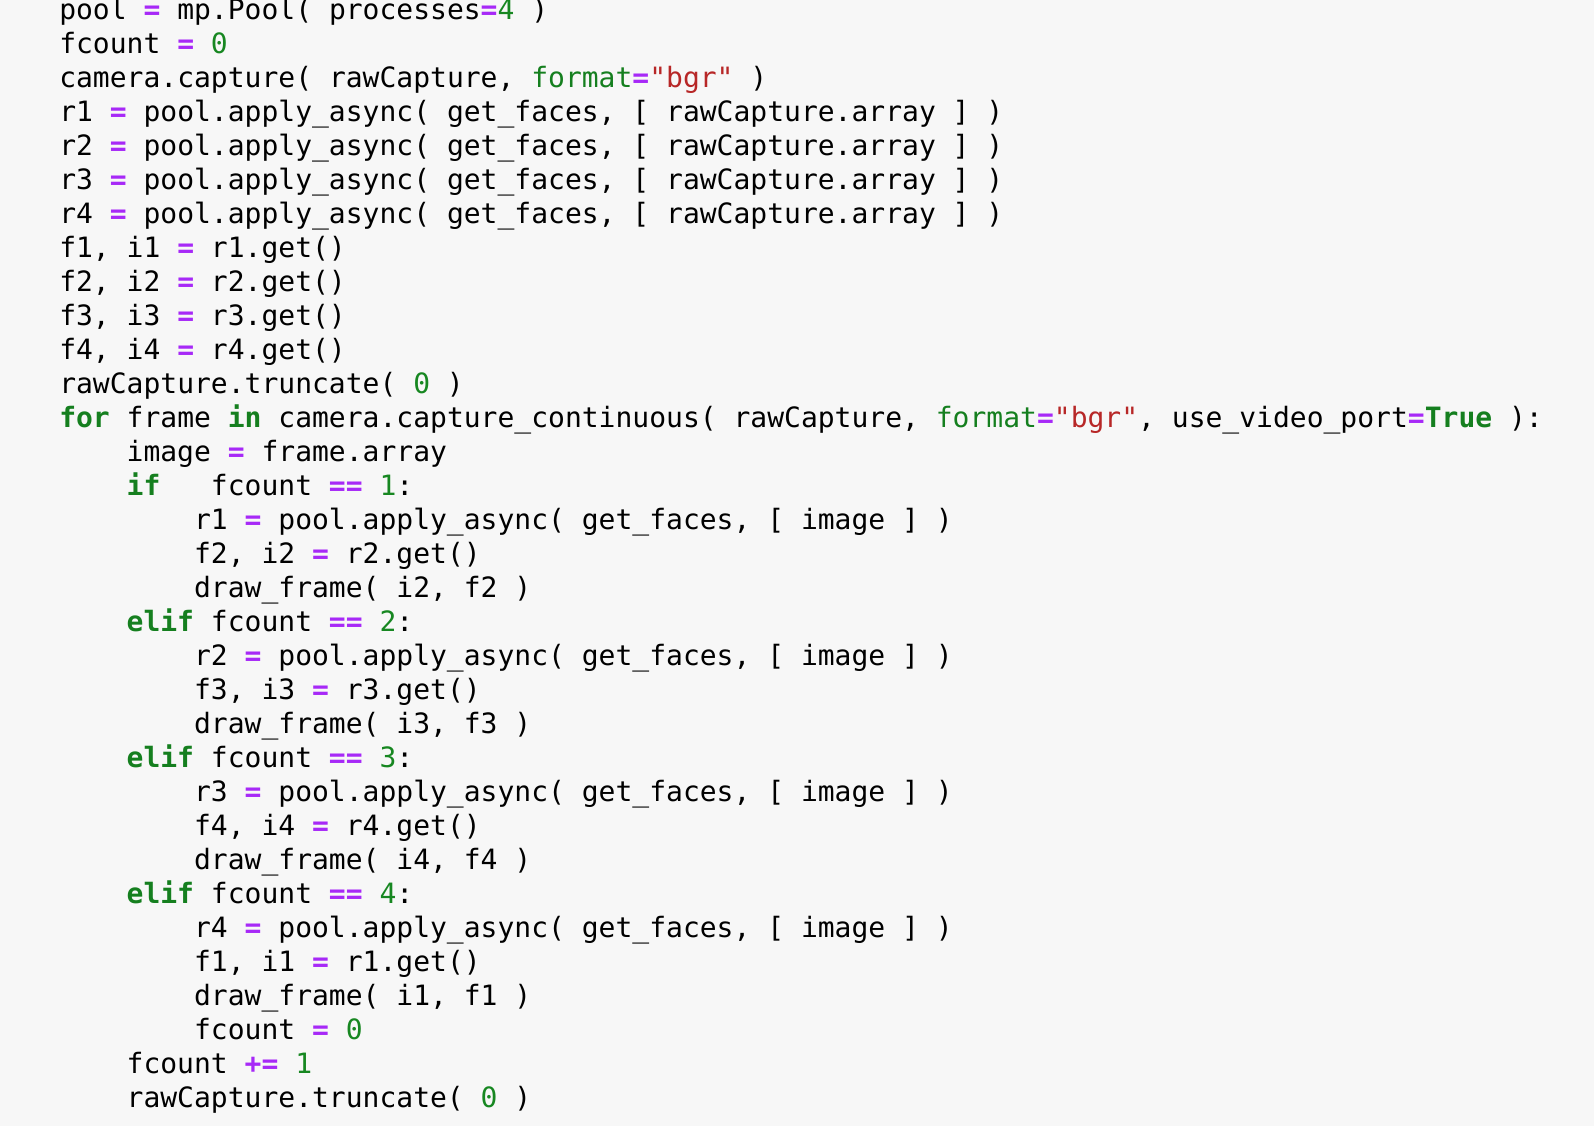 pool = mp.Pool( processes=4 )
fcount = 0
camera.capture( rawCapture, format="bgr" )
r1 = pool.apply_async( get_faces, [ rawCapture.array ] )
r2 = pool.apply_async( get_faces, [ rawCapture.array ] )
r3 = pool.apply_async( get_faces, [ rawCapture.array ] )
r4 = pool.apply_async( get_faces, [ rawCapture.array ] )
f1, i1 = r1.get()
f2, i2 = r2.get()
f3, i3 = r3.get()
f4, i4 = r4.get()
rawCapture.truncate( 0 )
for frame in camera.capture_continuous( rawCapture, format="bgr", use_video_port=True ):
    image = frame.array
    if   fcount == 1:
        r1 = pool.apply_async( get_faces, [ image ] )
        f2, i2 = r2.get()
        draw_frame( i2, f2 )
    elif fcount == 2:
        r2 = pool.apply_async( get_faces, [ image ] )
        f3, i3 = r3.get()
        draw_frame( i3, f3 )
    elif fcount == 3:
        r3 = pool.apply_async( get_faces, [ image ] )
        f4, i4 = r4.get()
        draw_frame( i4, f4 )
    elif fcount == 4:
        r4 = pool.apply_async( get_faces, [ image ] )
        f1, i1 = r1.get()
        draw_frame( i1, f1 )
        fcount = 0
    fcount += 1
    rawCapture.truncate( 0 )